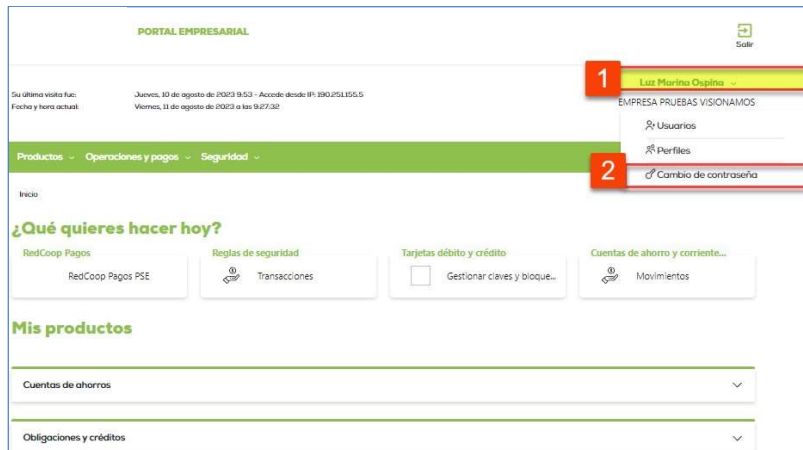 PORTAL EMPRESARIAL
Salir
1
Luz Marina Ospina
Su última visita fue: Jueves, 10 de agosto de 2023 9:53 - Accede desde IP: 190.251.155.5
EMPRESA PRUEBAS VISIONAMOS
Fecha y hora actual: Viernes, 11 de agosto de 2023 a las 9:27:32
Usuarios
Perfiles
Productos Operaciones y pagos Seguridad
2
Cambio de contraseña
Inicio
¿Qué quieres hacer hoy?
RedCoop Pagos Reglas de seguridad Tarjetas débito y crédito Cuentas de ahorro y corriente...
RedCoop Pagos PSE Transacciones Gestionar claves y bloque... Movimientos
Mis productos
Cuentas de ahorros
Obligaciones y créditos